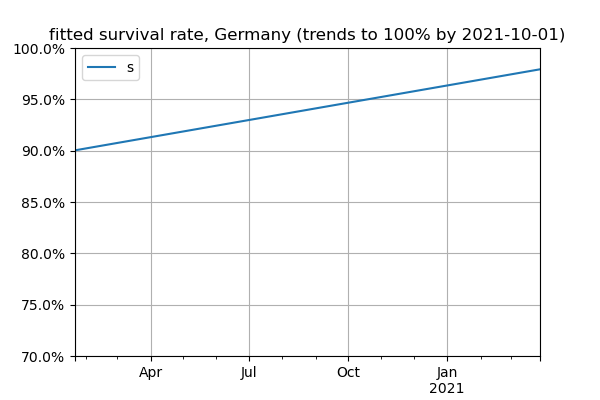 fitted survival rate, Germany (trends to 100% by 2021-10-01)
100.0%
s
95.0%
90.0%
85.0%
80.0%
75.0%
70.0%
Apr Jul Oct Jan
2021